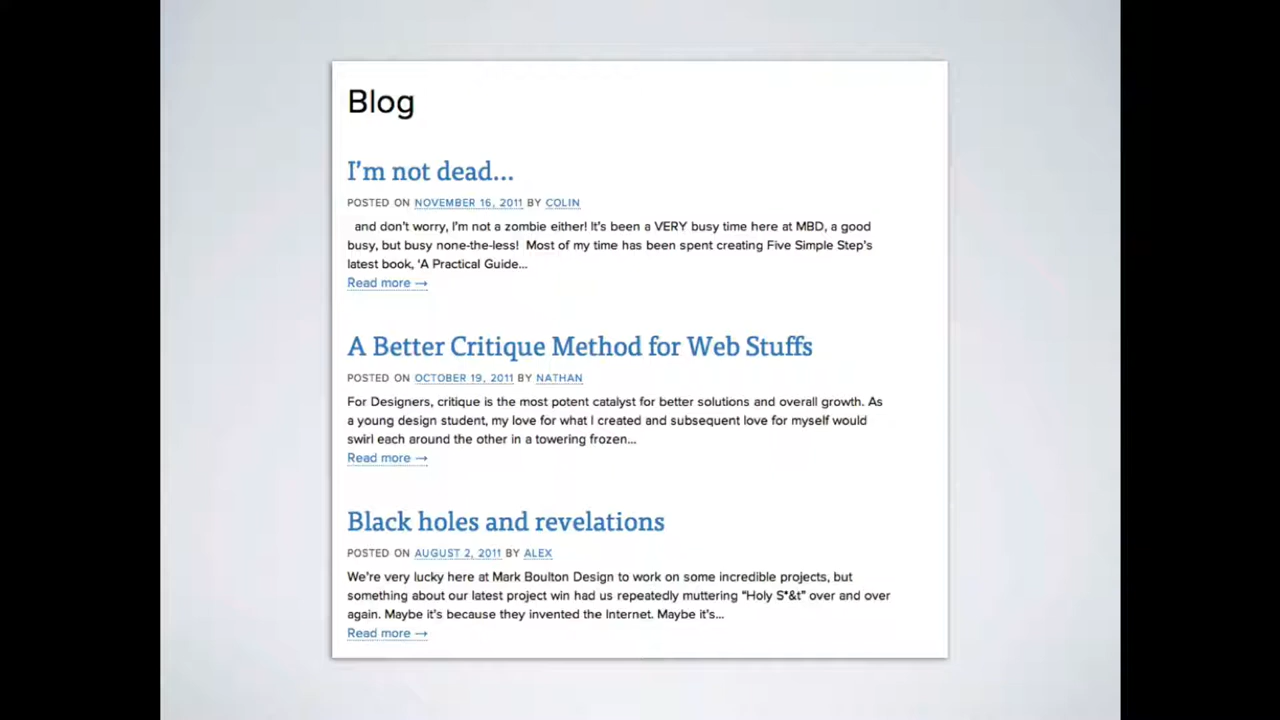 Blog
I'm not dead...
POSTED ON NOVEMBER 16, 2011 BY COLIN
and don't worry, I'm not a zombie either! It's been a VERY busy time here at MBD, a good
busy, but busy none-the-less!  Most of my time has been spent creating Five Simple Step's
latest book, 'A Practical Guide...
Read more →
A Better Critique Method for Web Stuffs
POSTED ON OCTOBER 19, 2011 BY NATHAN
For Designers, critique is the most potent catalyst for better solutions and overall growth. As
a young design student, my love for what I created and subsequent love for myself would
swirl each around the other in a towering frozen...
Read more →
Black holes and revelations
POSTED ON AUGUST 2, 2011 BY ALEX
We're very lucky here at Mark Boulton Design to work on some incredible projects, but
something about our latest project win had us repeatedly muttering “Holy S*&t” over and over
again. Maybe it's because they invented the Internet. Maybe it's...
Read more →